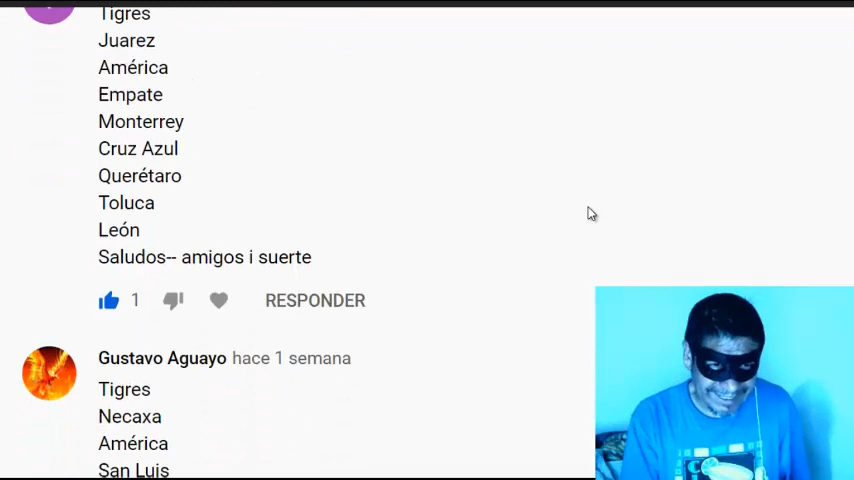 Tigres
Juarez
América
Empate
Monterrey
Cruz Azul
Querétaro
Toluca
León
Saludos-- amigos i suerte
1 RESPONDER
Gustavo Aguayo hace 1 semana
Tigres
Necaxa
América
San Luis